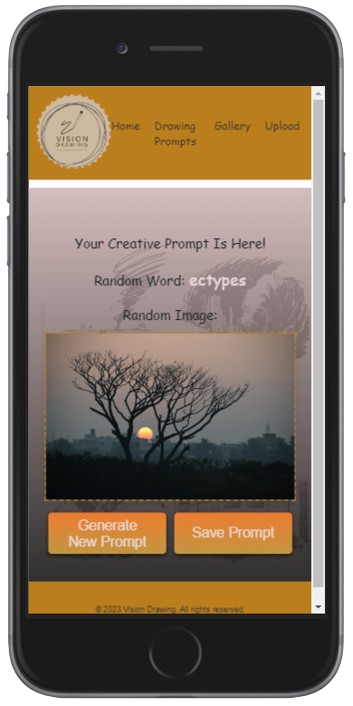 VISION
DRAWING
Home Drawing Prompts Gallery Upload
Your Creative Prompt Is Here!
Random Word: ectypes
Random Image:
Generate
New Prompt
Save Prompt
© 2023 Vision Drawing. All rights reserved.